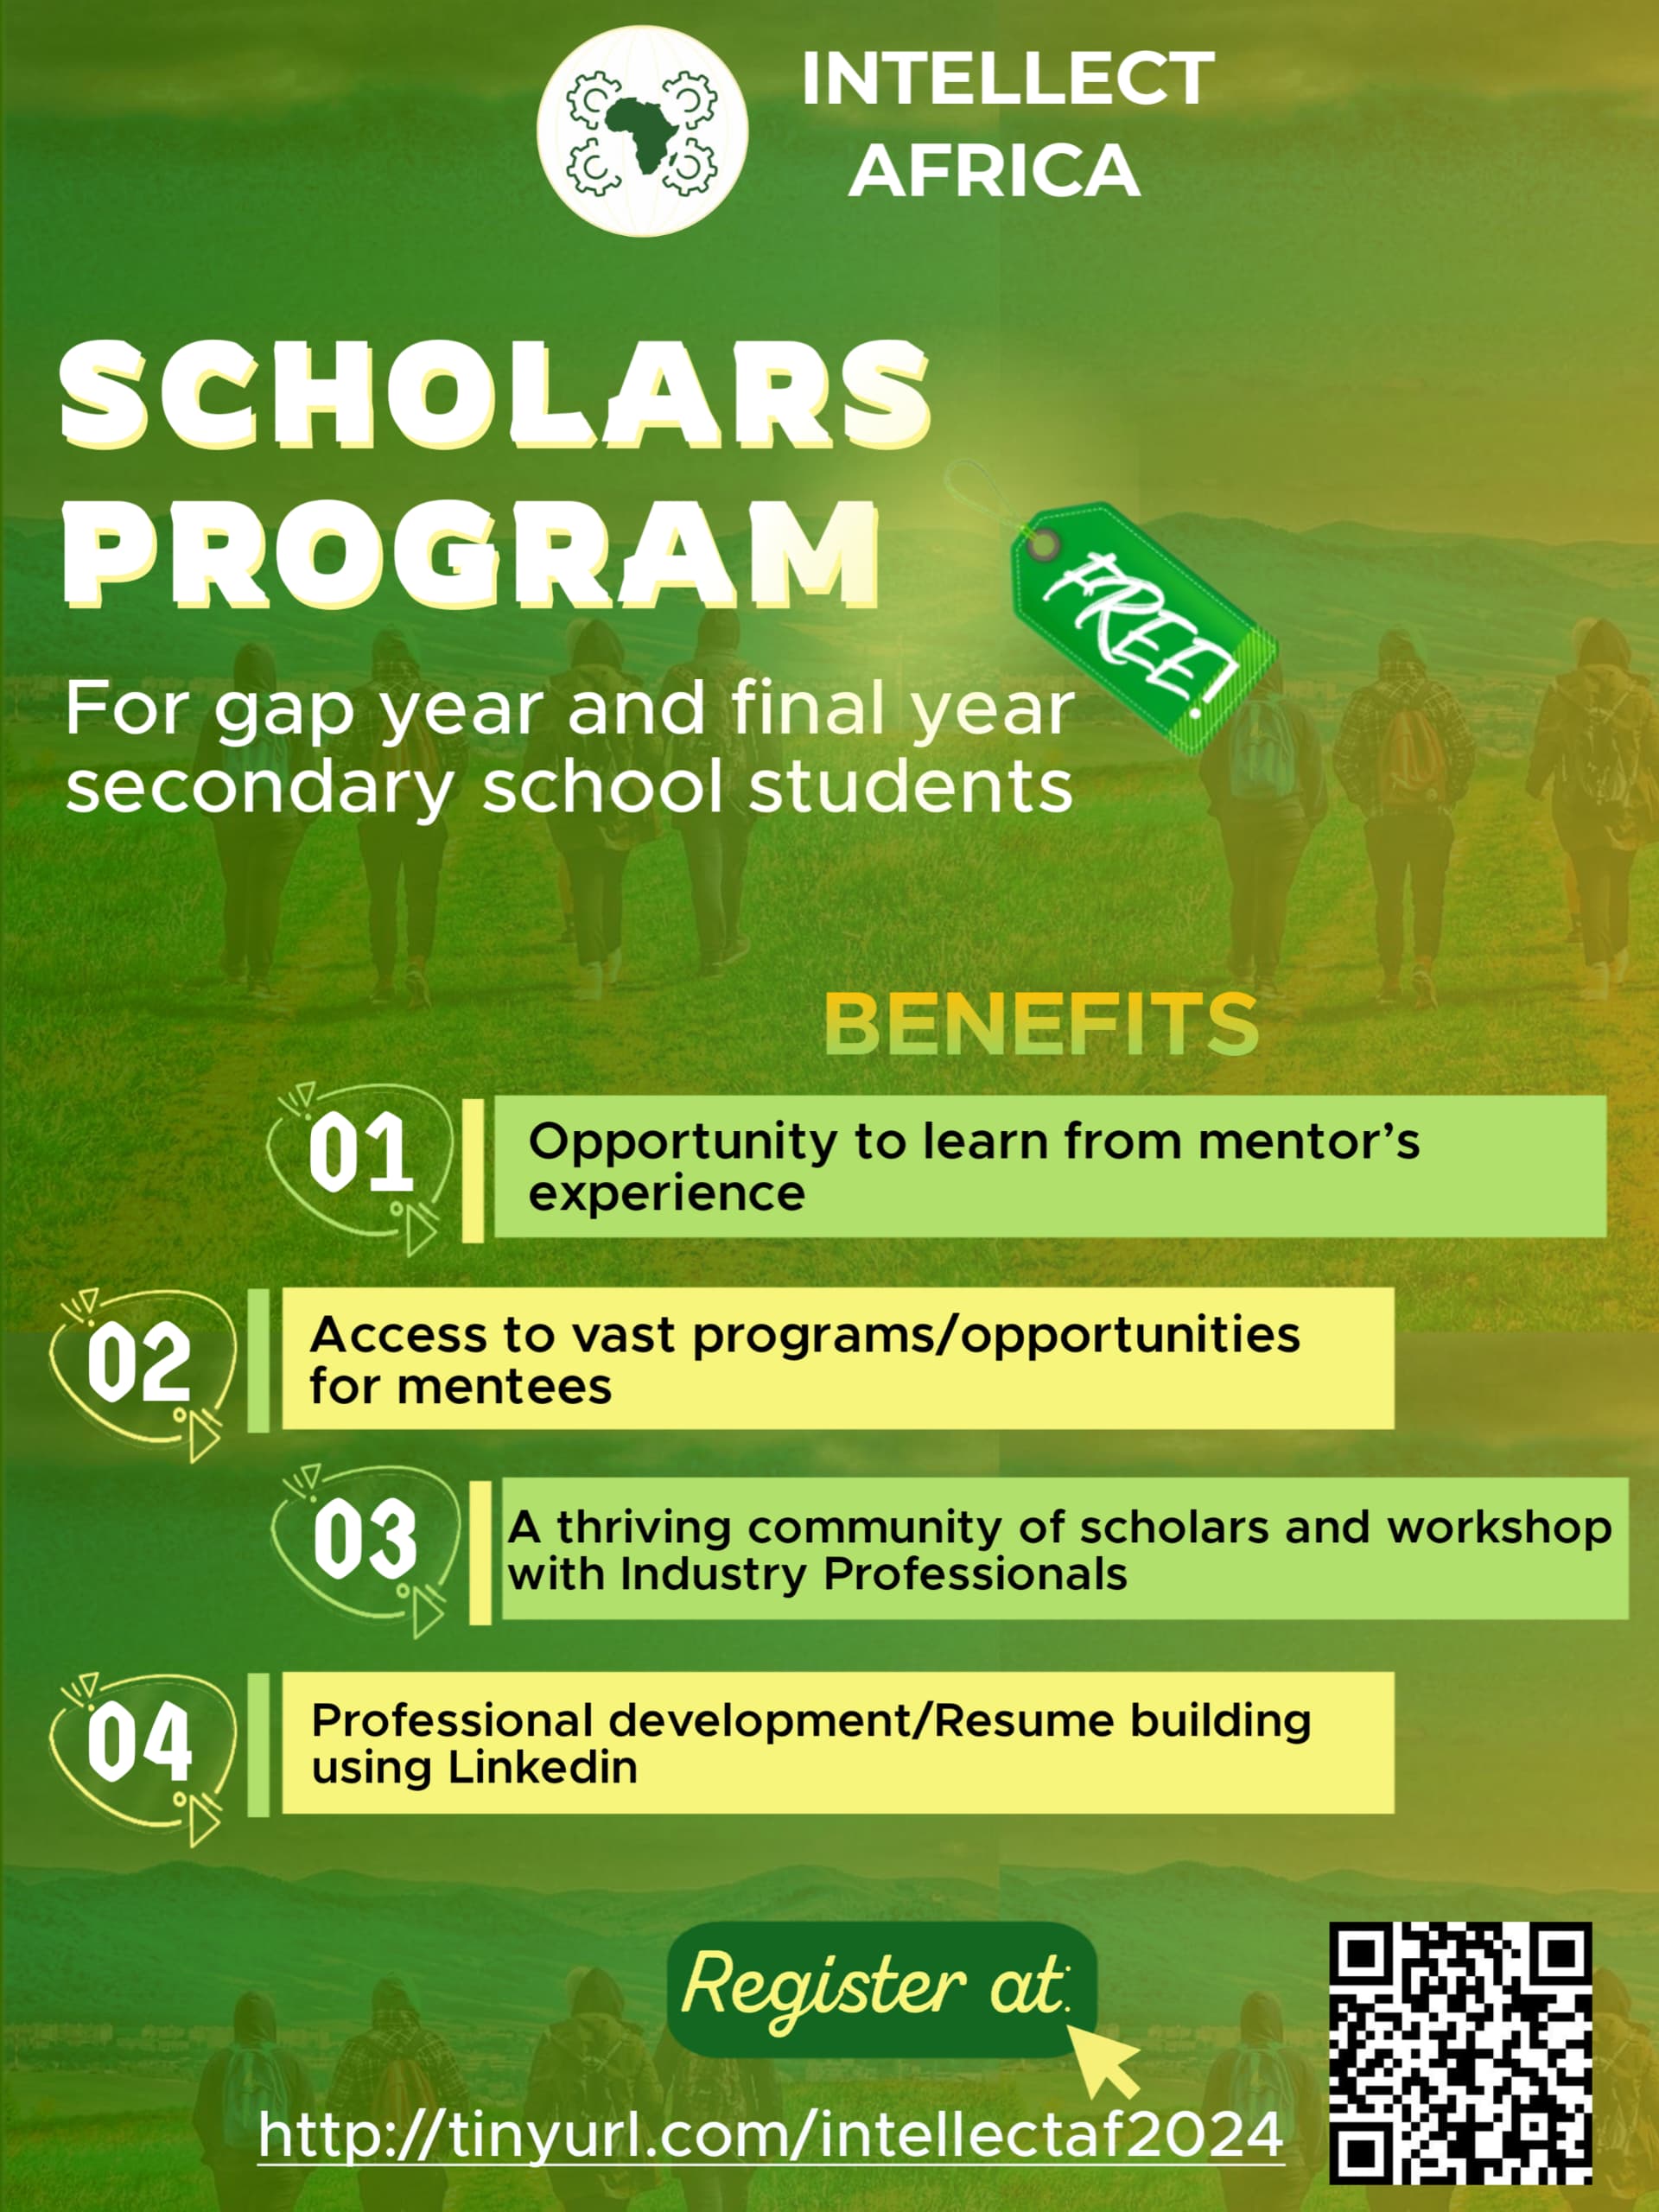 INTELLECT
AFRICA
SCHOLARS
PROGRAM
FREE!
For gap year and final year
secondary school students
BENEFITS
01
Opportunity to learn from mentor’s
experience
02
Access to vast programs/opportunities
for mentees
03
A thriving community of scholars and workshop
with Industry Professionals
04
Professional development/Resume building
using Linkedin
Register at:
http://tinyurl.com/intellectaf2024